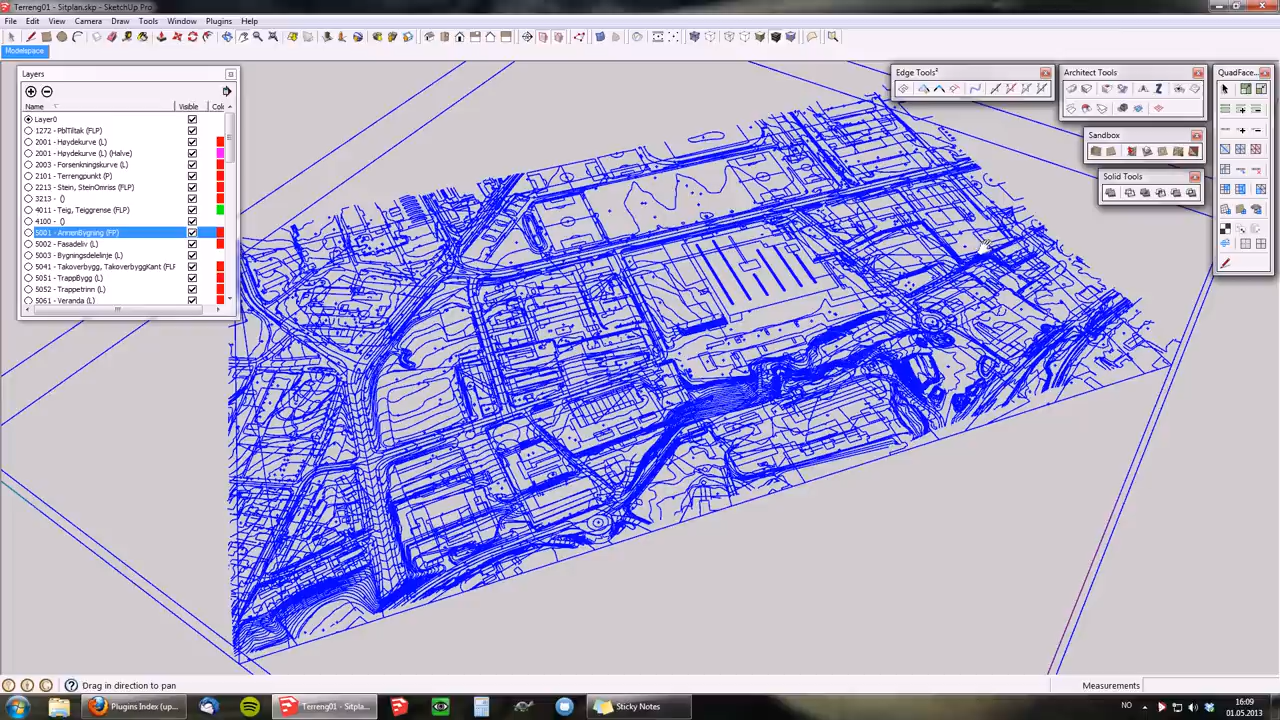 Terreng01 - Sitplan.skp - SketchUp Pro
File Edit View Camera Draw Tools Window Plugins Help
Modelspace
Layers
Name Visible Colo
Layer0
1272 - PblTiltak (FLP)
2001 - Høydekurve (L)
2001 - Høydekurve (L) (Halve)
2003 - Forsenkningskurve (L)
2101 - Terrengpunkt (P)
2213 - Stein, SteinOmriss (FLP)
3213 - ()
4011 - Teig, Teiggrense (FLP)
4100 - ()
5001 - AnnenBygning (FP)
5002 - Fasadeliv (L)
5003 - Bygningsdelelinje (L)
5041 - Takoverbygg, TakoverbyggKant (FLP
5051 - TrappBygg (L)
5052 - Trappetrinn (L)
5061 - Veranda (L)
Edge Tools²
Architect Tools
QuadFace...
Sandbox
Solid Tools
Drag in direction to pan
Measurements
Plugins Index (up...
Terreng01 - Sitpla...
Sticky Notes
NO
16:09
01.05.2013